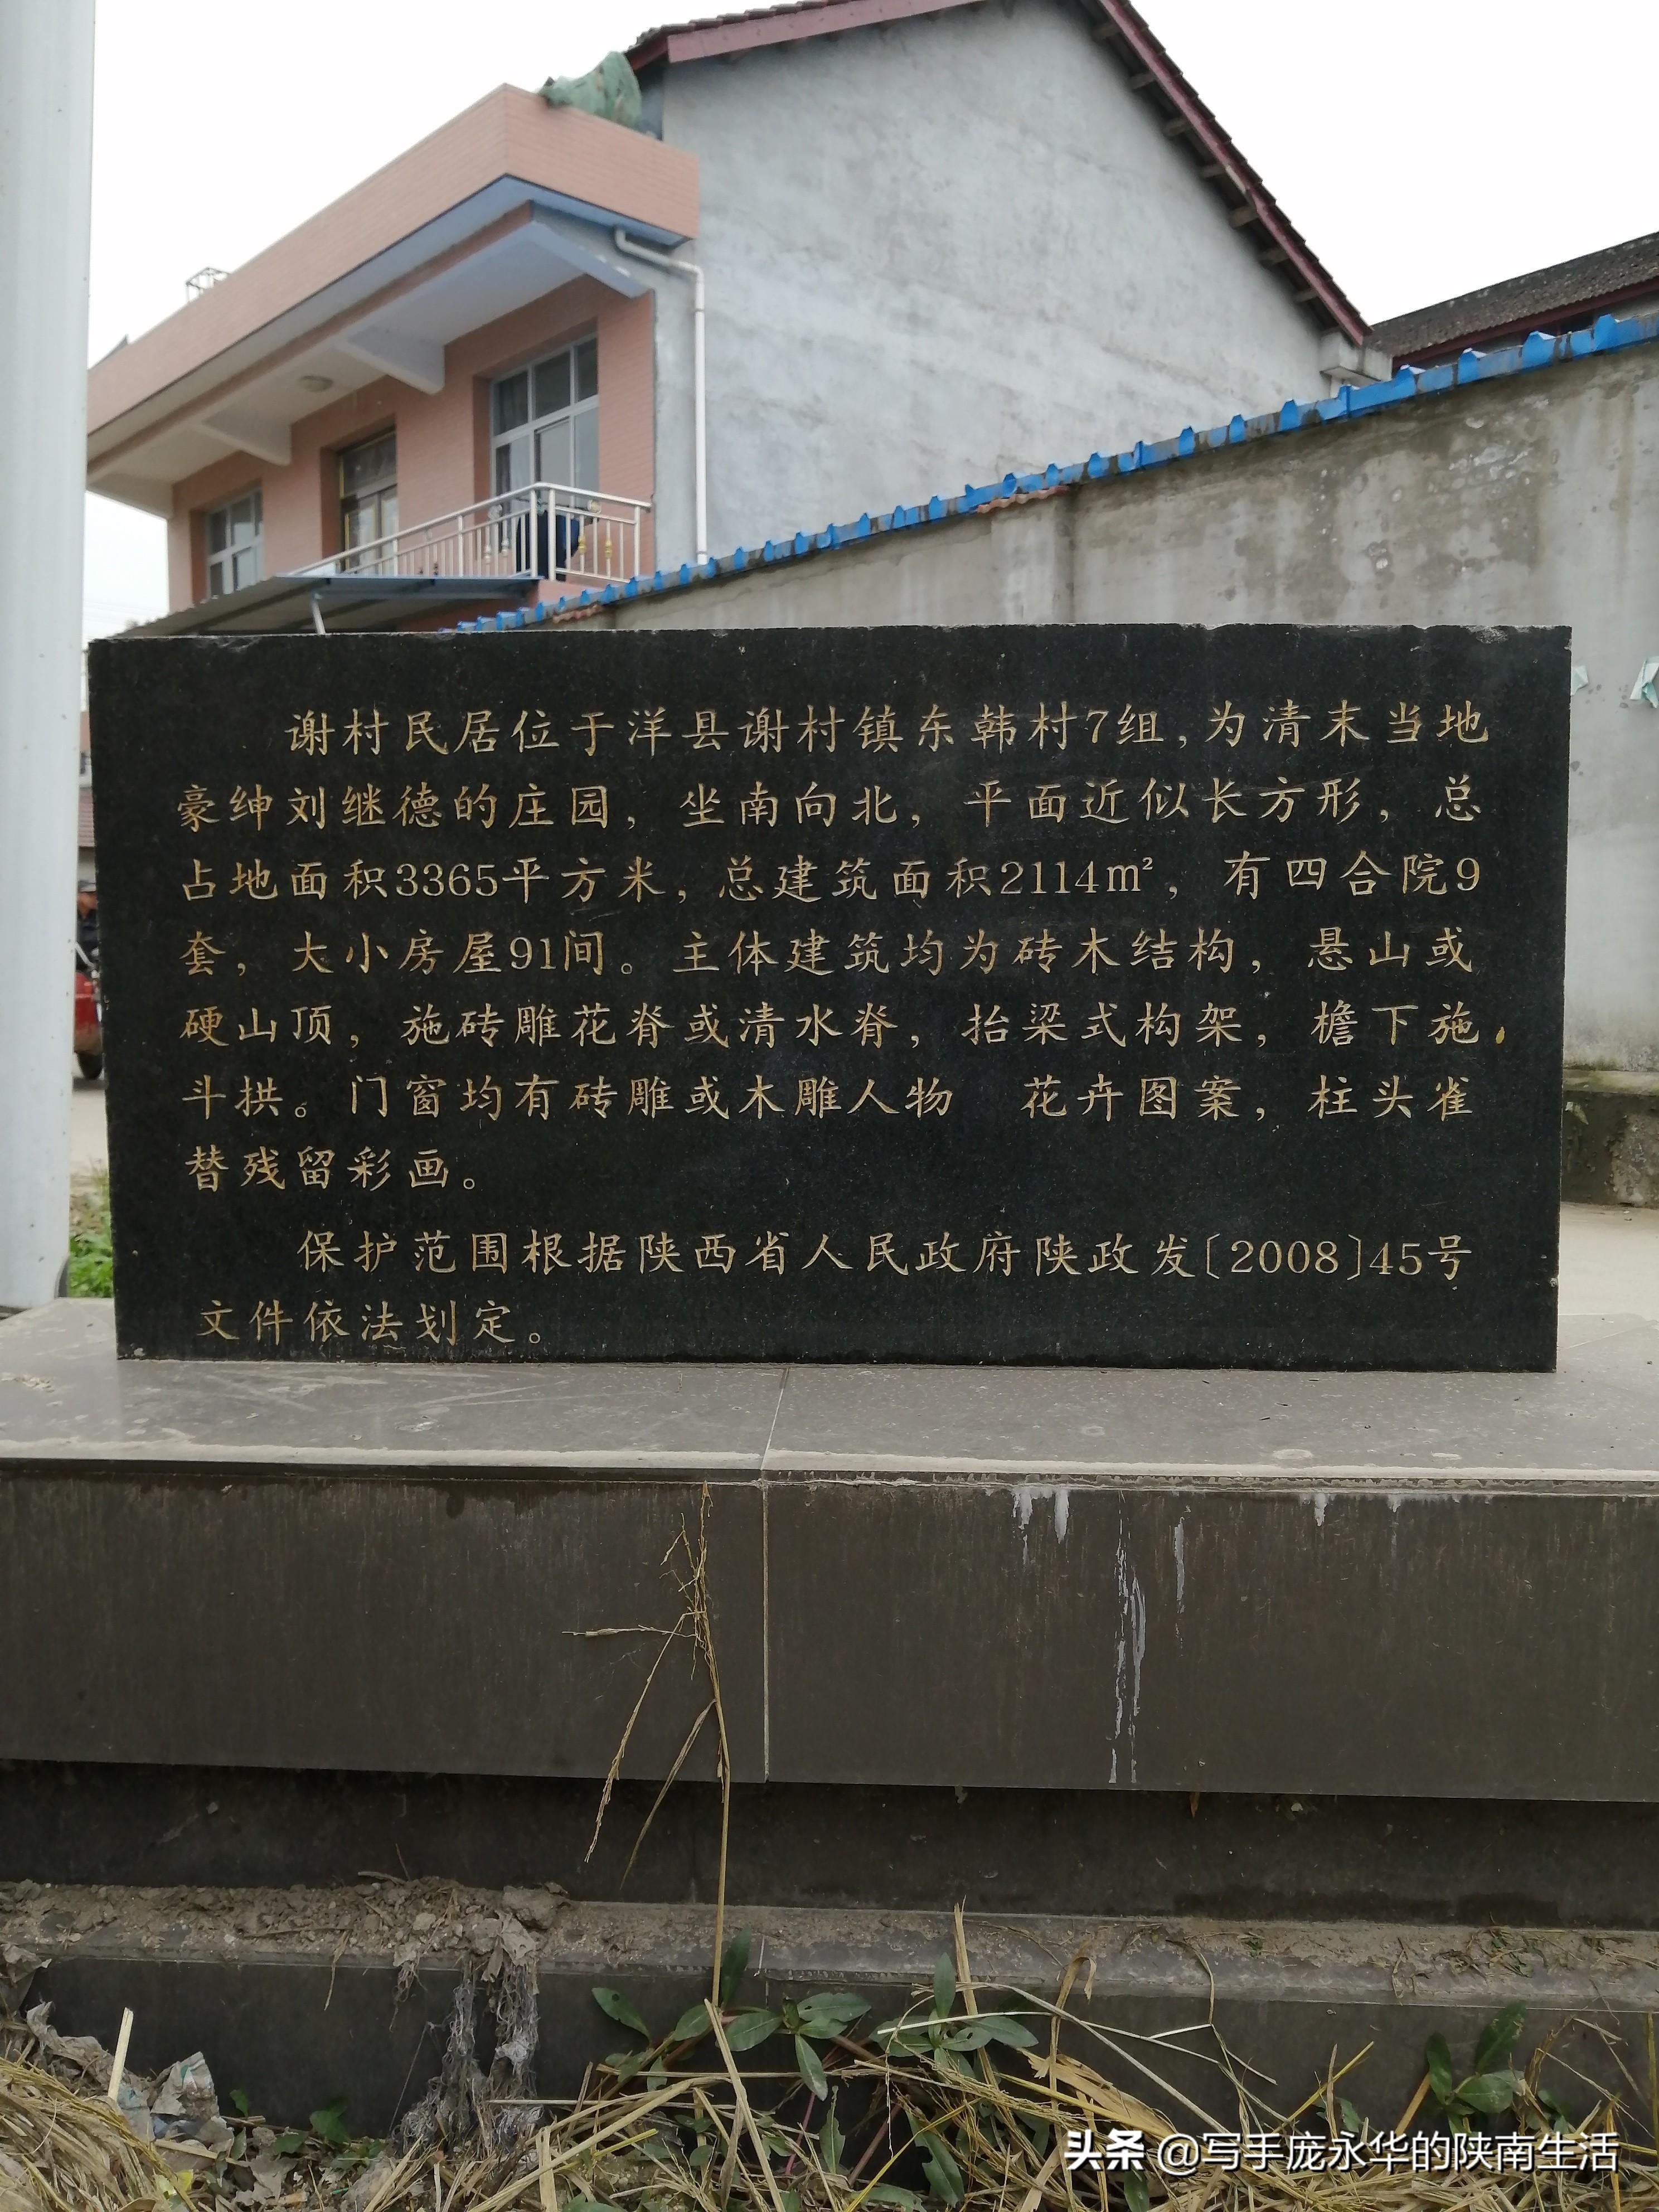 谢村民居位于洋县谢村镇东韩村7组,为清末当地
豪绅刘继德的庄园，坐南向北，平面近似长方形，总
占地面积3365平方米,总建筑面积2114m²，有四合院9
套，大小房屋91间。主体建筑均为砖木结构，悬山或
硬山顶，施砖雕花脊或清水脊，抬梁式构架，檐下施
斗拱。门窗均有砖雕或木雕人物 花卉图案，柱头雀
替残留彩画。
保护范围根据陕西省人民政府陕政发〔2008〕45号
文件依法划定。
头条 @写手庞永华的陕南生活